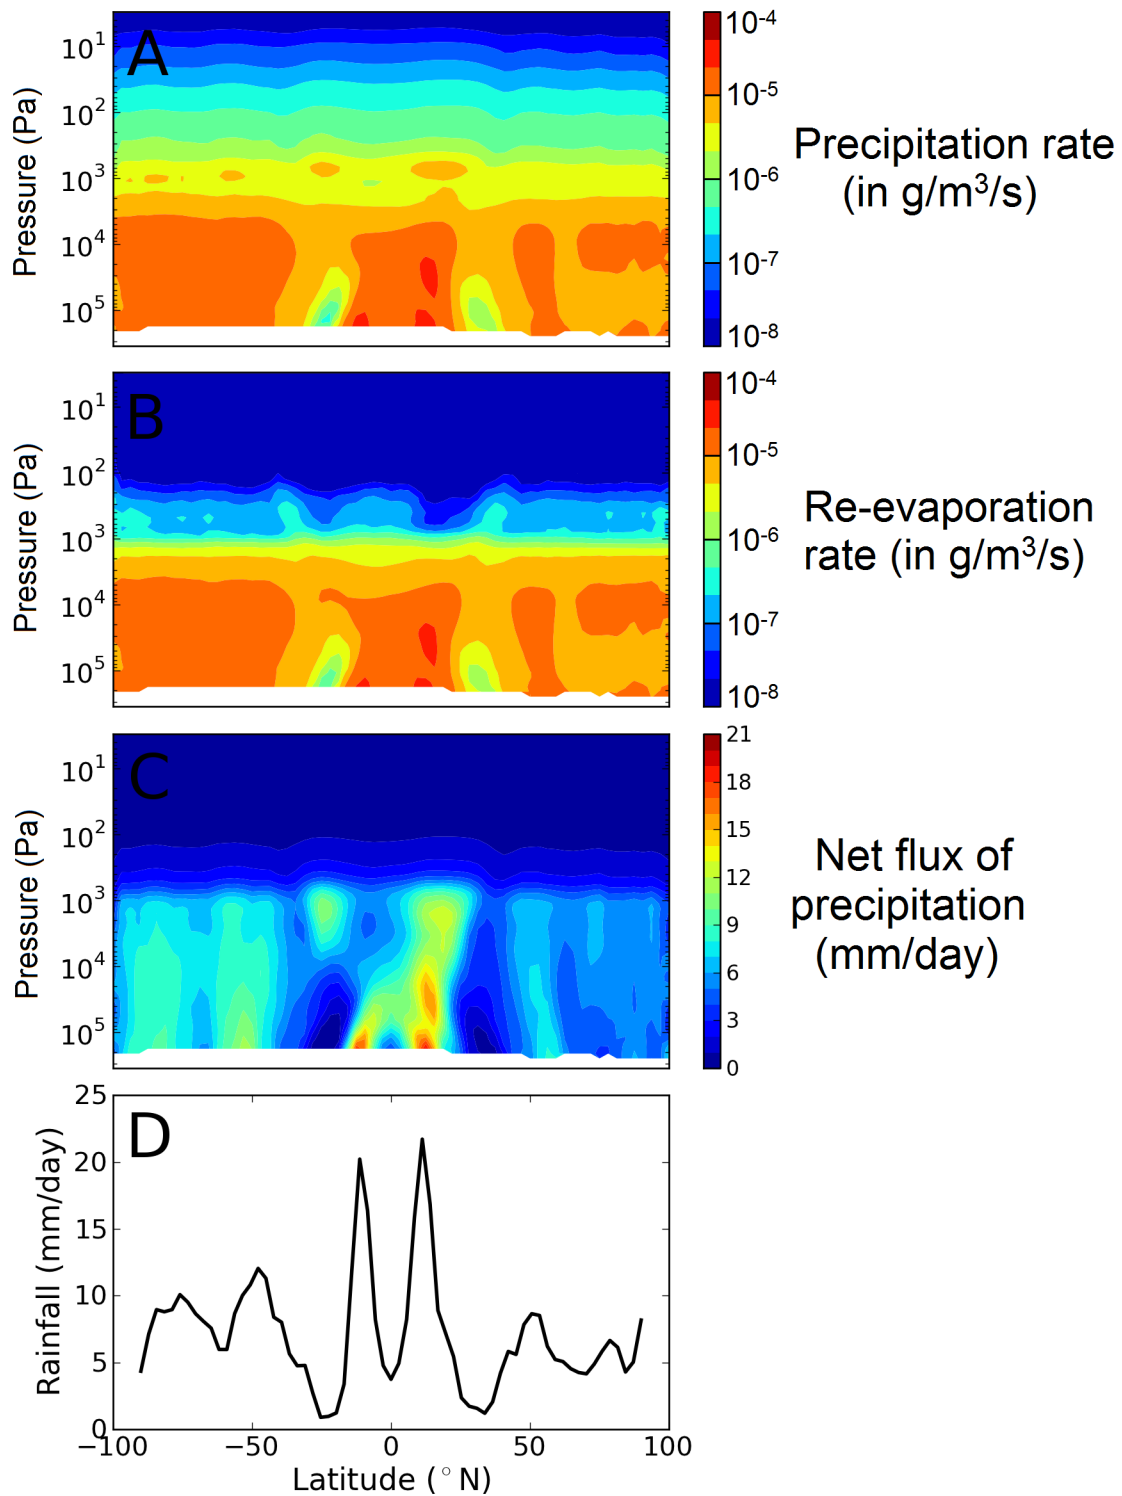 A
Pressure (Pa)
10^1
10^2
10^3
10^4
10^5
10^-4
10^-5
10^-6
10^-7
10^-8
Precipitation rate
(in g/m^3/s)
B
Pressure (Pa)
10^1
10^2
10^3
10^4
10^5
10^-4
10^-5
10^-6
10^-7
10^-8
Re-evaporation
rate (in g/m^3/s)
C
Pressure (Pa)
10^1
10^2
10^3
10^4
10^5
21
18
15
12
9
6
3
0
Net flux of
precipitation
(mm/day)
D
Rainfall (mm/day)
25
20
15
10
5
0
−100
−50
0
50
100
Latitude (°N)